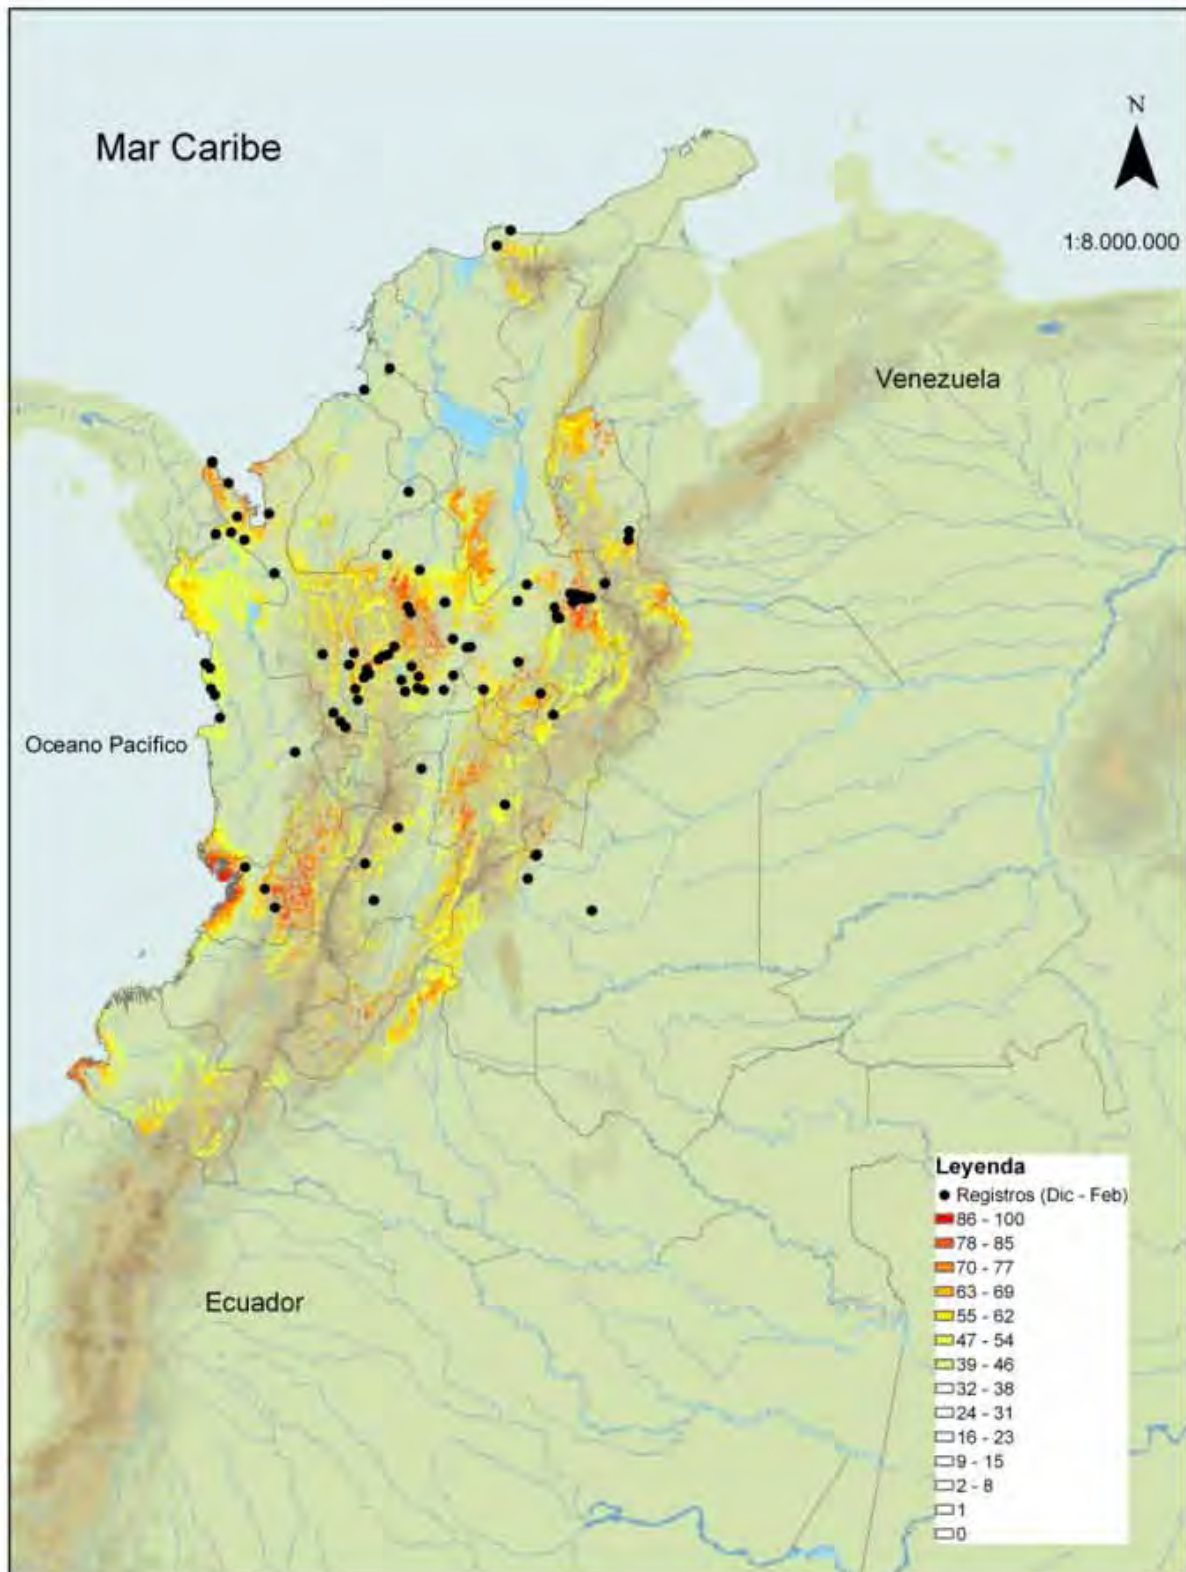 N
Mar Caribe
1:8.000.000
Venezuela
Oceano Pacifico
Ecuador
Leyenda
Registros (Dic - Feb)
86 - 100
78 - 85
70 - 77
63 - 69
55 - 62
47 - 54
39 - 46
32 - 38
24 - 31
16 - 23
9 - 15
2 - 8
1
0